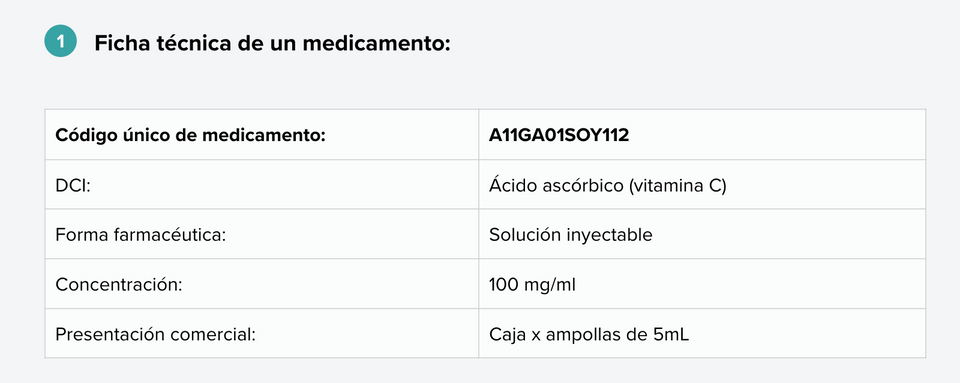 1 Ficha técnica de un medicamento:
Código único de medicamento: A11GA01SOY112
DCI: Ácido ascórbico (vitamina C)
Forma farmacéutica: Solución inyectable
Concentración: 100 mg/ml
Presentación comercial: Caja x ampollas de 5mL